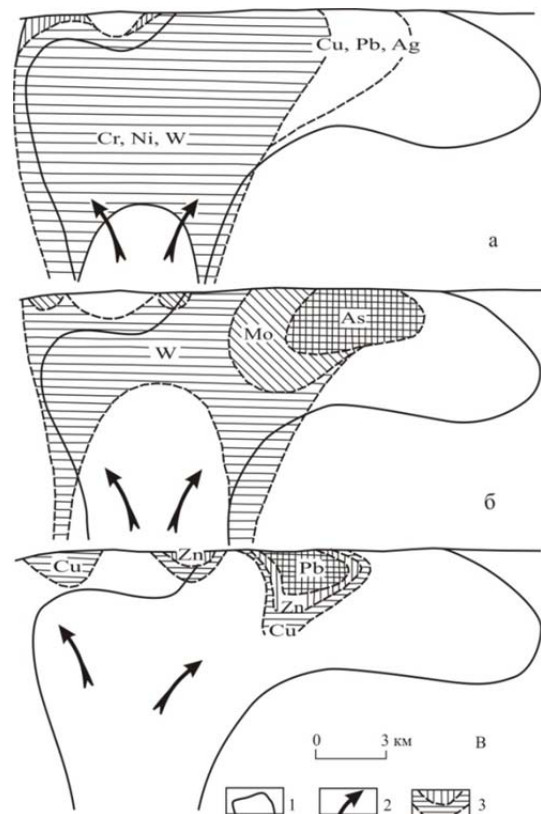 Cu, Pb, Ag
Cr, Ni, W
а
W
Mo
As
б
Cu
Zn
Pb
Zn
Cu
0 3 км
в
1 2 3